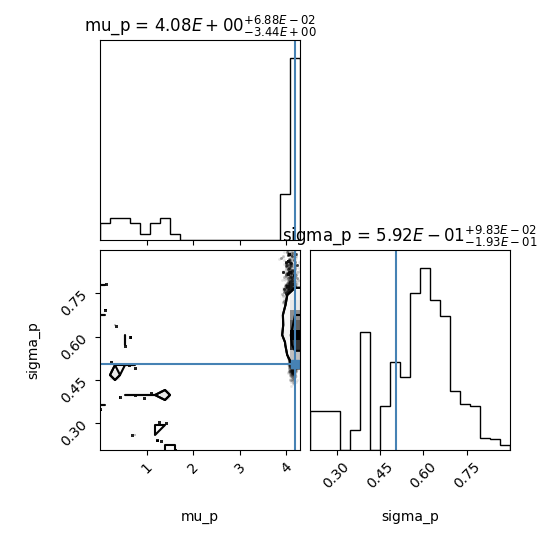 mu_p = 4.08E + 00+6.88E − 02−3.44E + 00
sigma_p = 5.92E − 01+9.83E − 02−1.93E − 01
0.75
0.60
0.45
0.30
sigma_p
1 2 3 4
0.30 0.45 0.60 0.75
mu_p
sigma_p